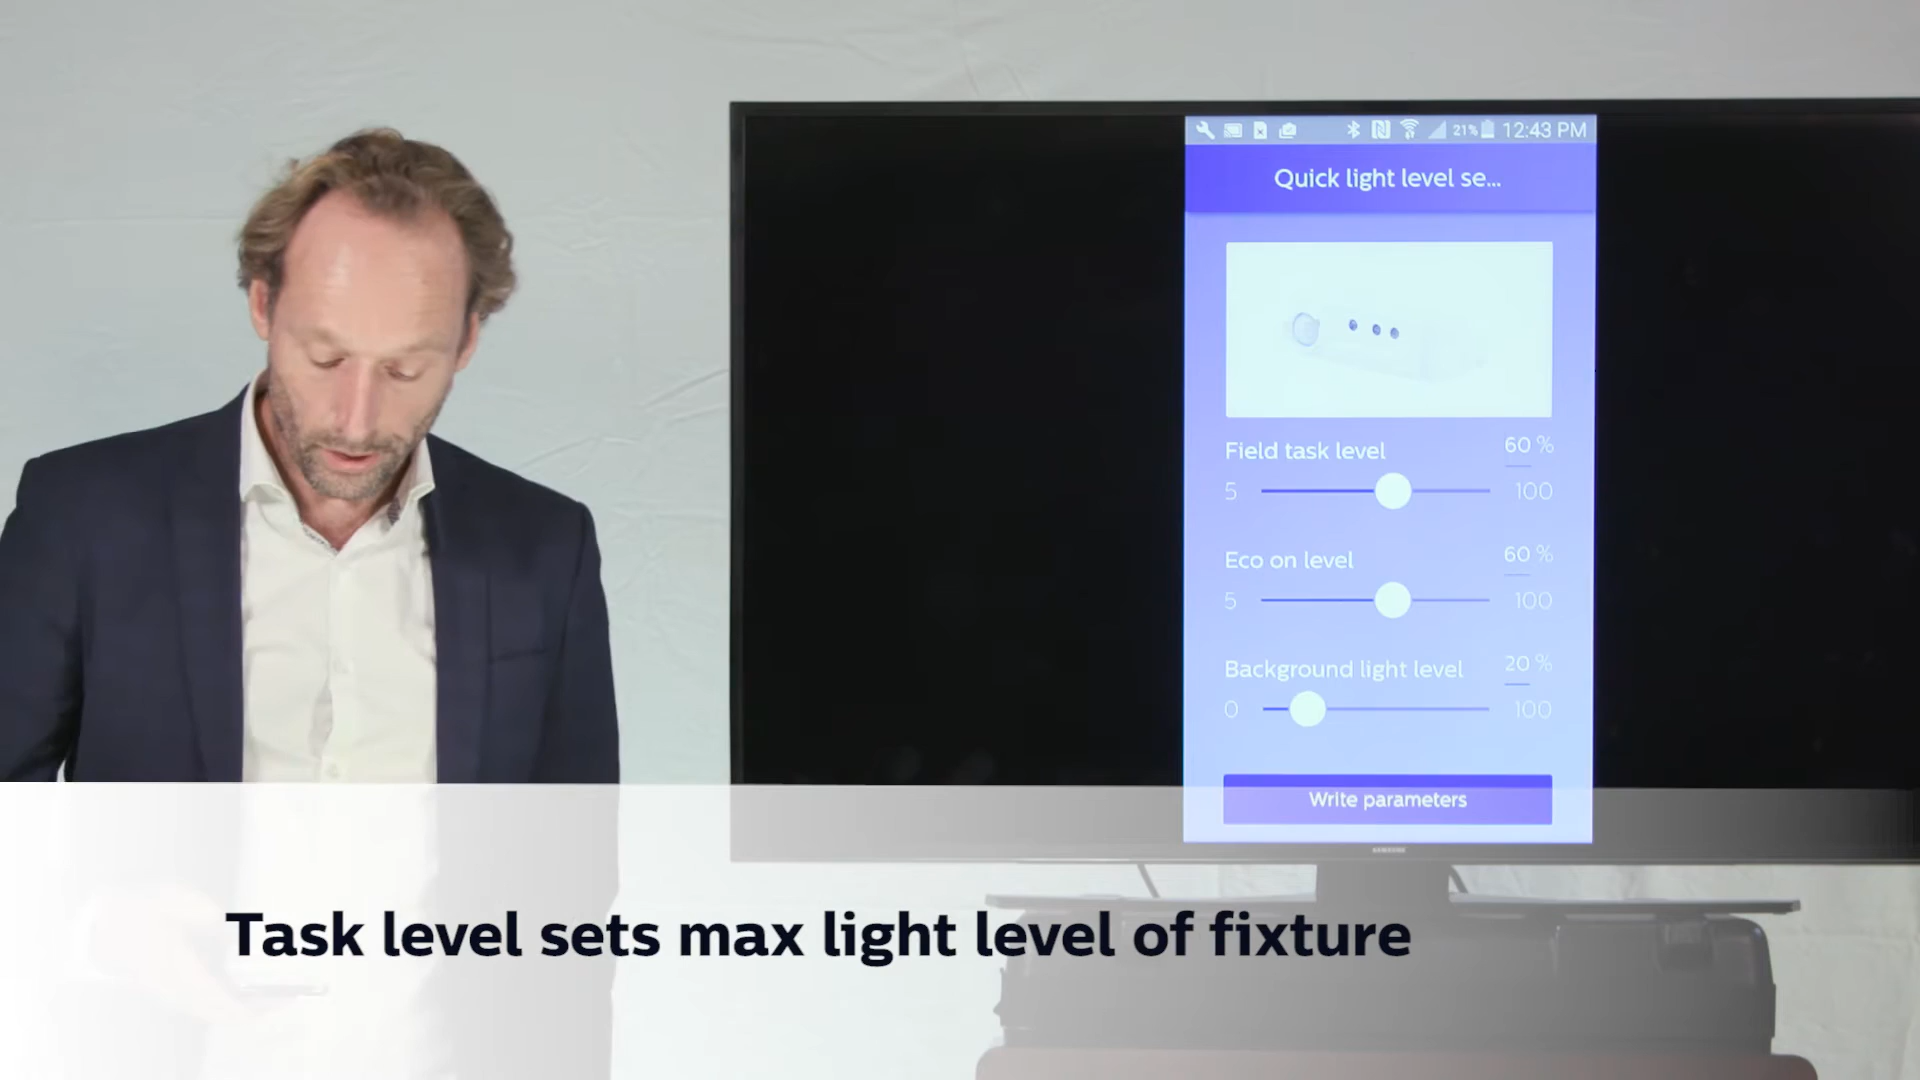 21% 12:43 PM
Quick light level se...
Field task level 60 %
5 100
Eco on level 60 %
5 100
Background light level 20 %
0 100
Write parameters
SAMSUNG
Task level sets max light level of fixture